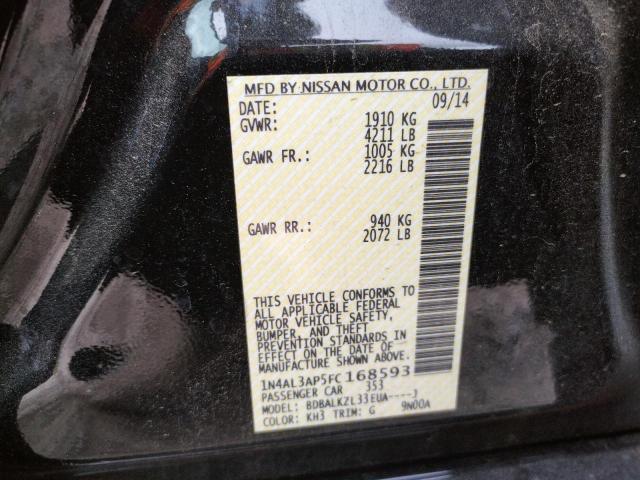 MFD BY NISSAN MOTOR CO., LTD.
DATE: 09/14
GVWR: 1910 KG
4211 LB
GAWR FR.: 1005 KG
2216 LB
GAWR RR.: 940 KG
2072 LB
THIS VEHICLE CONFORMS TO
ALL APPLICABLE FEDERAL
MOTOR VEHICLE SAFETY,
BUMPER, AND THEFT
PREVENTION STANDARDS IN
EFFECT ON THE DATE OF
MANUFACTURE SHOWN ABOVE.
1N4AL3AP5FC168593
PASSENGER CAR 353
MODEL: BDBALKZL33EUA----J
COLOR: KH3 TRIM: G 9N00A